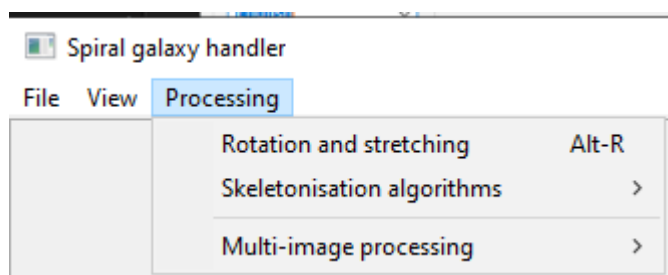 Spiral galaxy handler
File View Processing
Rotation and stretching Alt-R
Skeletonisation algorithms >
Multi-image processing >